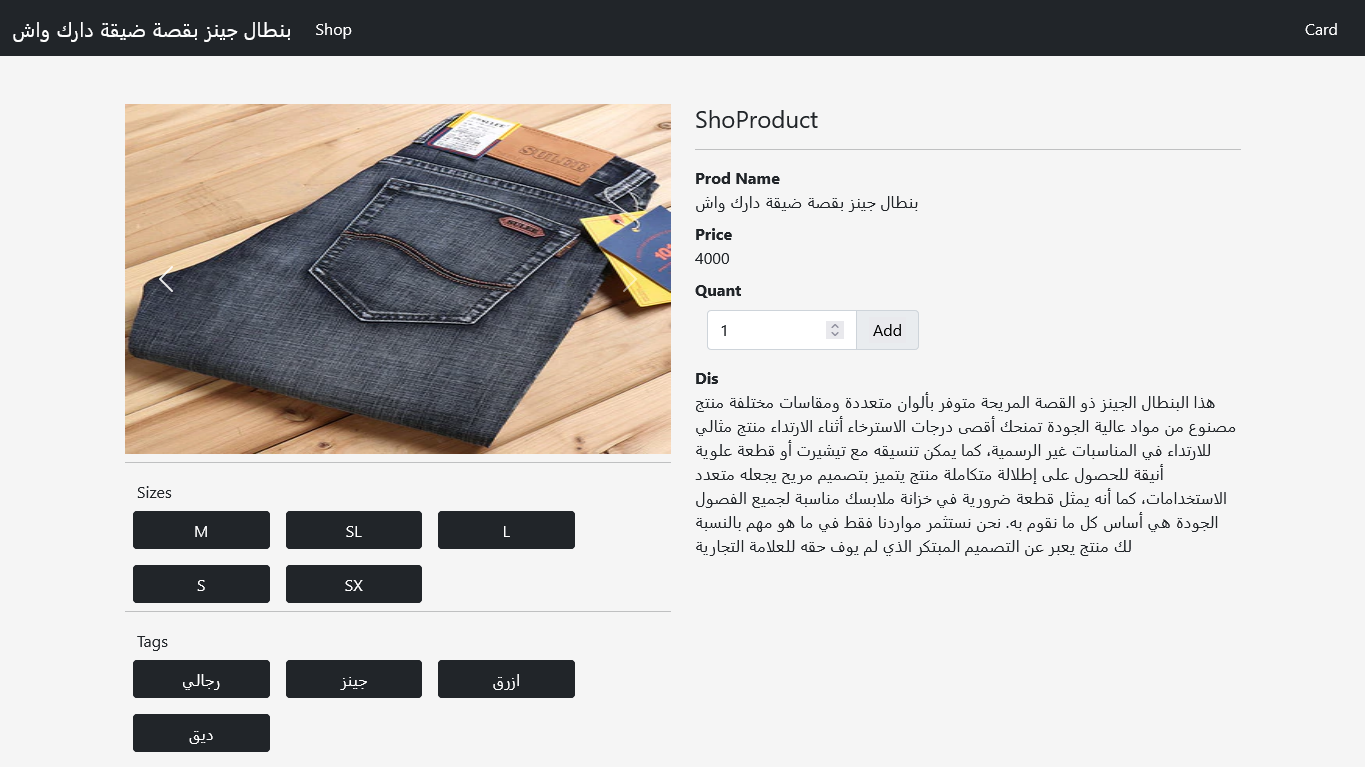 بنطال جينز بقصة ضيقة دارك واش
Shop
Card
SULEE
SULEE
SULEE
Sizes
M
SL
L
S
SX
Tags
رجالي
جينز
ازرق
ديق
ShoProduct
Prod Name
بنطال جينز بقصة ضيقة دارك واش
Price
4000
Quant
1
Add
Dis
هذا البنطال الجينز ذو القصة المريحة متوفر بألوان متعددة ومقاسات مختلفة منتج
مصنوع من مواد عالية الجودة تمنحك أقصى درجات الاسترخاء أثناء الارتداء منتج مثالي
للارتداء في المناسبات غير الرسمية، كما يمكن تنسيقه مع تيشيرت أو قطعة علوية
أنيقة للحصول على إطلالة متكاملة منتج يتميز بتصميم مريح يجعله متعدد
الاستخدامات، كما أنه يمثل قطعة ضرورية في خزانة ملابسك مناسبة لجميع الفصول
الجودة هي أساس كل ما نقوم به. نحن نستثمر مواردنا فقط في ما هو مهم بالنسبة
لك منتج يعبر عن التصميم المبتكر الذي لم يوف حقه للعلامة التجارية